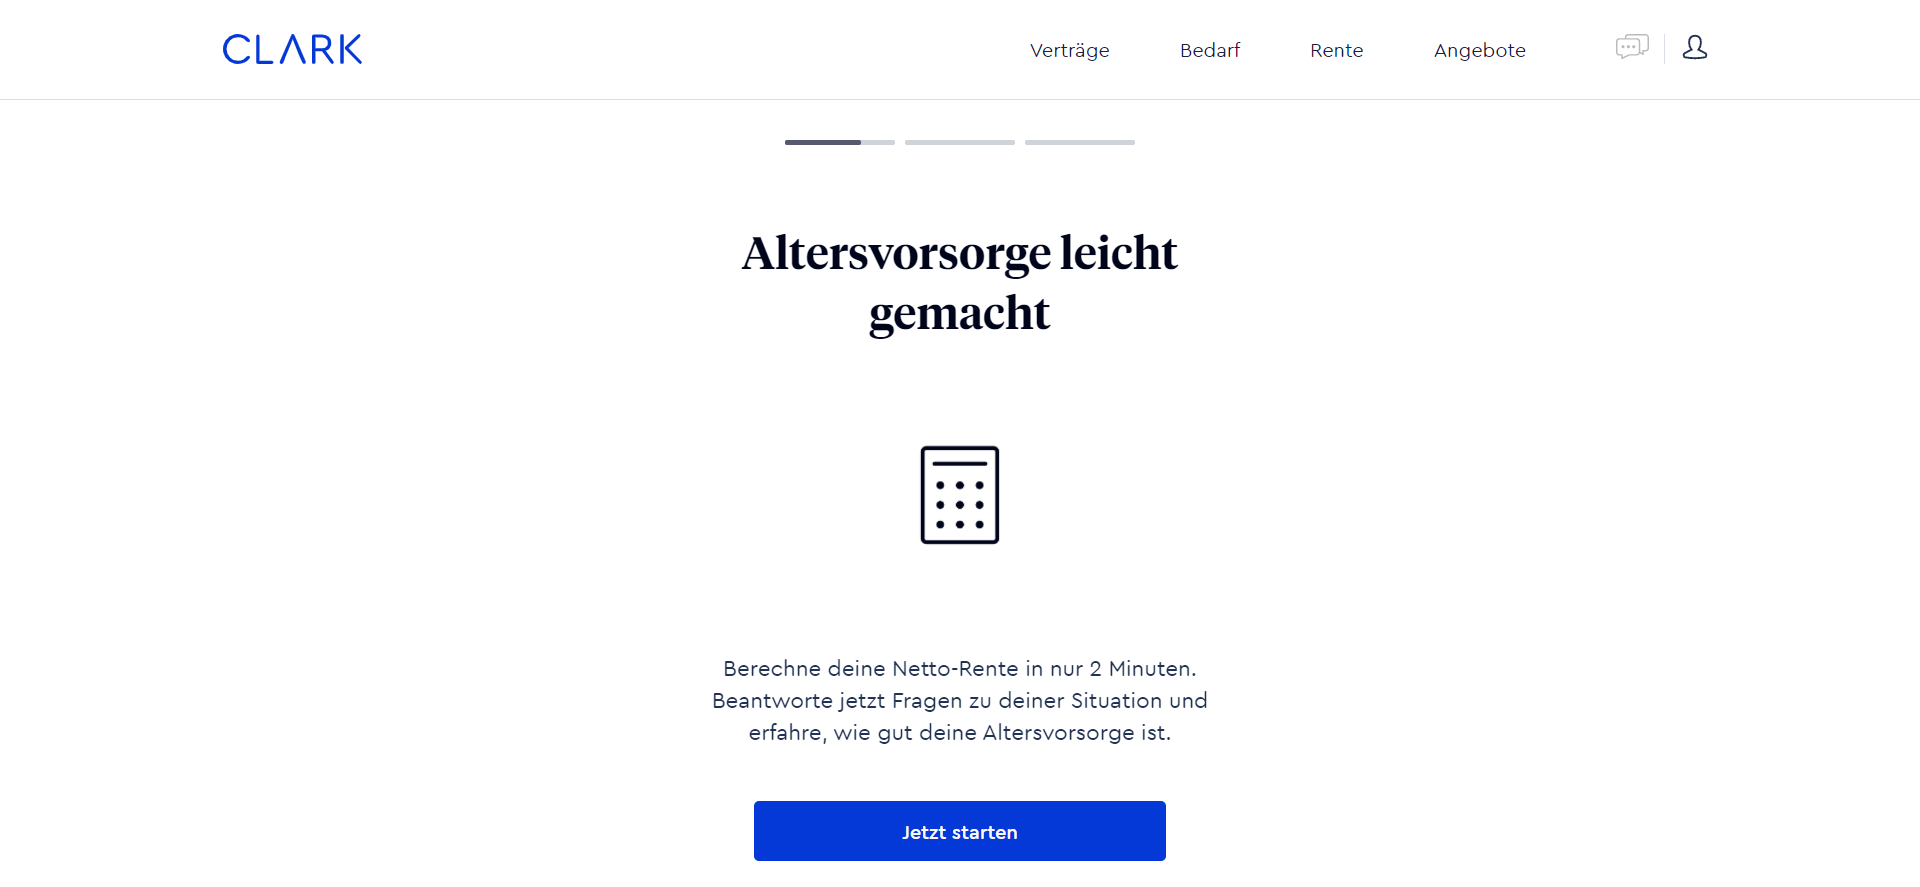 CLARK
Verträge
Bedarf
Rente
Angebote
Altersvorsorge leicht
gemacht
Berechne deine Netto-Rente in nur 2 Minuten.
Beantworte jetzt Fragen zu deiner Situation und
erfahre, wie gut deine Altersvorsorge ist.
Jetzt starten